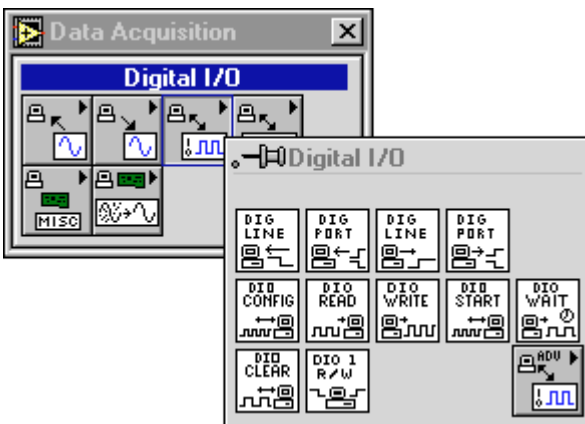 Data Acquisition
Digital I/O
MISC
Digital I/O
DIG LINE
DIG PORT
DIG LINE
DIG PORT
DIO CONFIG
DIO READ
DIO WRITE
DIO START
DIO WAIT
DIO CLEAR
DIO 1 R/W
ADV